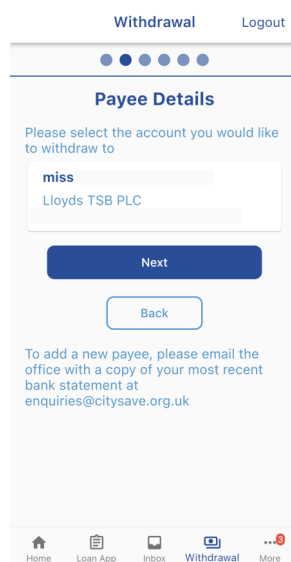 Withdrawal Logout
Payee Details
Please select the account you would like
to withdraw to
miss
Lloyds TSB PLC
Next
Back
To add a new payee, please email the
office with a copy of your most recent
bank statement at
enquiries@citysave.org.uk
3
Home Loan App Inbox Withdrawal More